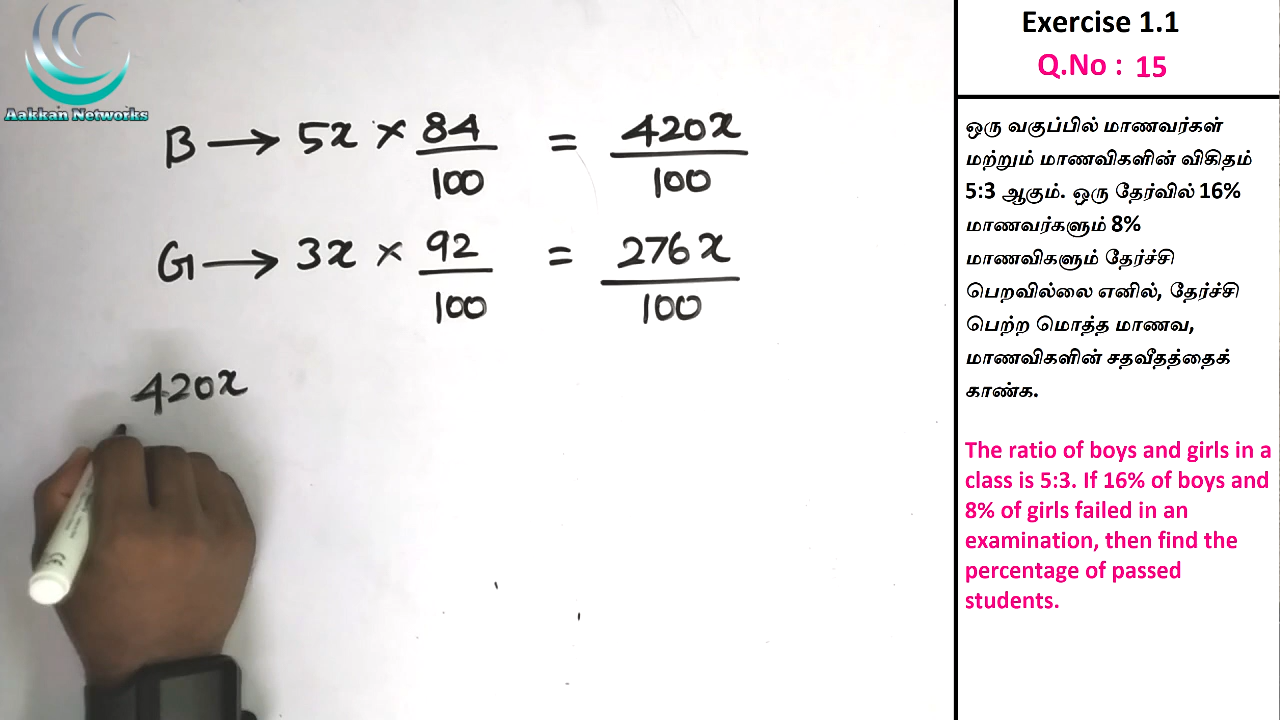 Aakkan Networks
B → 5x × 84/100 = 420x/100
G → 3x × 92/100 = 276x/100
420x
Exercise 1.1
Q.No : 15
ஒரு வகுப்பில் மாணவர்கள்
மற்றும் மாணவிகளின் விகிதம்
5:3 ஆகும். ஒரு தேர்வில் 16%
மாணவர்களும் 8%
மாணவிகளும் தேர்ச்சி
பெறவில்லை எனில், தேர்ச்சி
பெற்ற மொத்த மாணவ,
மாணவிகளின் சதவீதத்தைக்
காண்க.
The ratio of boys and girls in a
class is 5:3. If 16% of boys and
8% of girls failed in an
examination, then find the
percentage of passed
students.